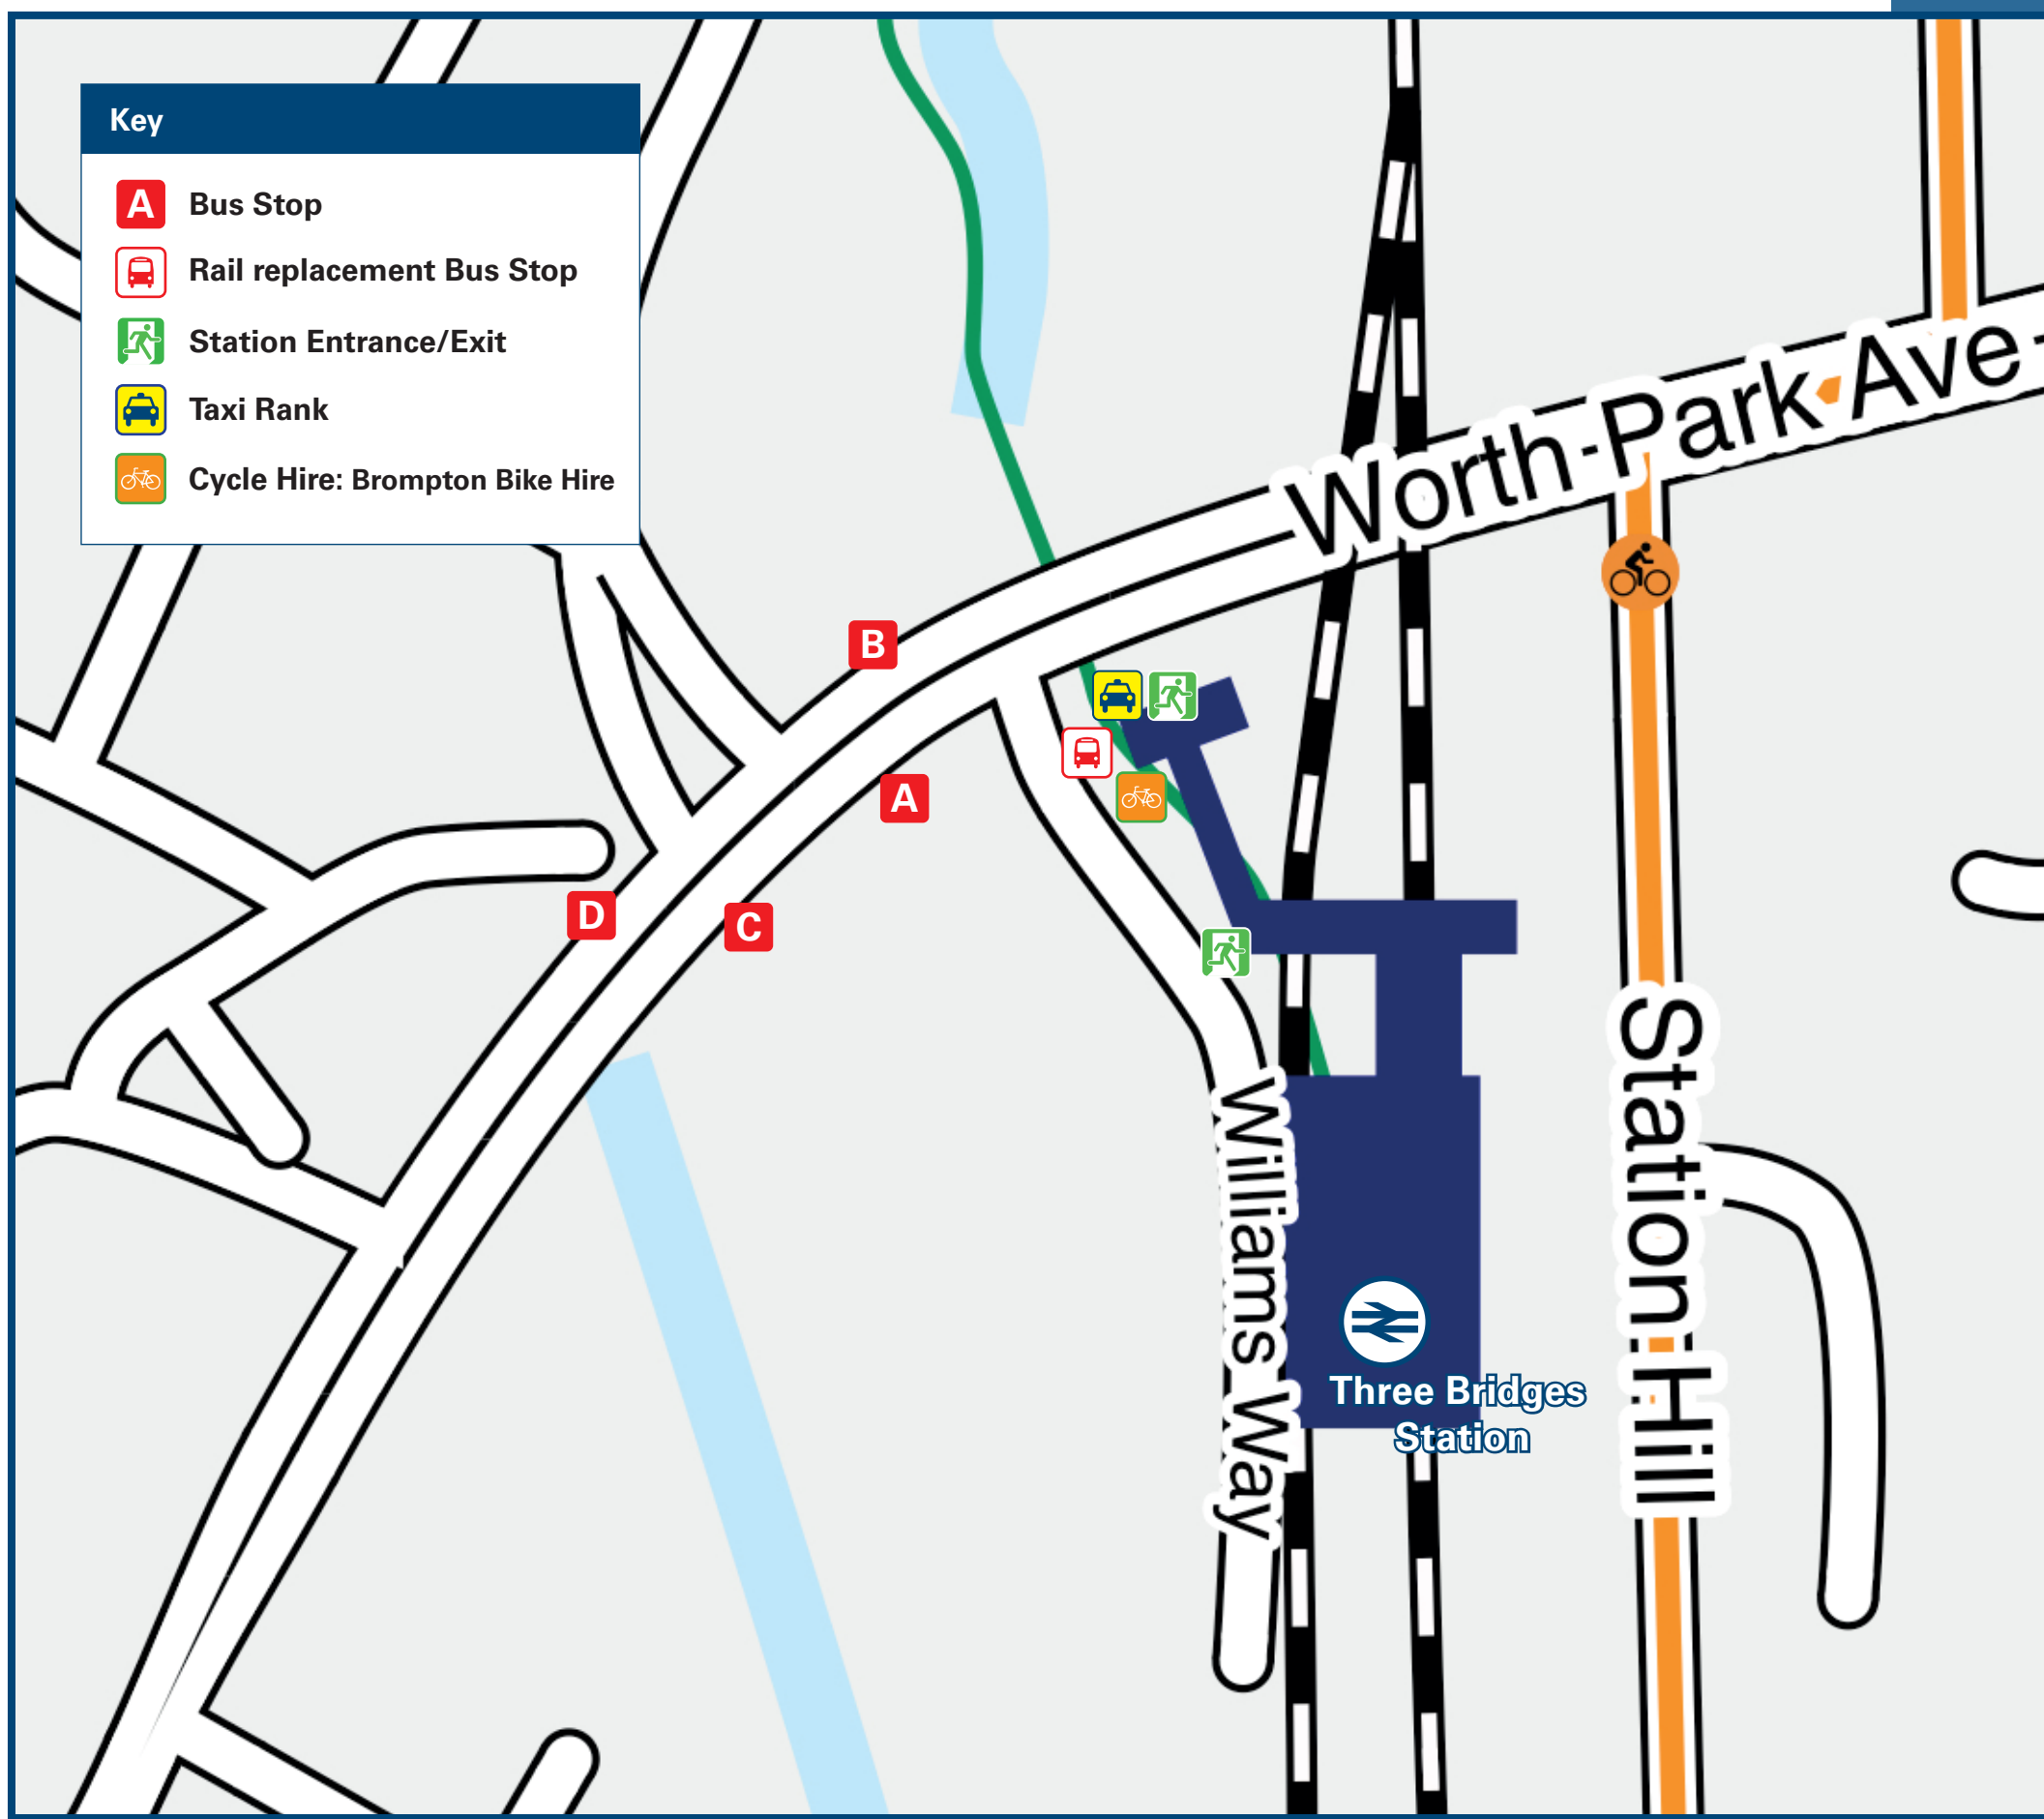 Key
A Bus Stop
Rail replacement Bus Stop
Station Entrance/Exit
Taxi Rank
Cycle Hire: Brompton Bike Hire
Worth Park Ave
B
A
D
C
Williams Way
Station Hill
Three Bridges
Station